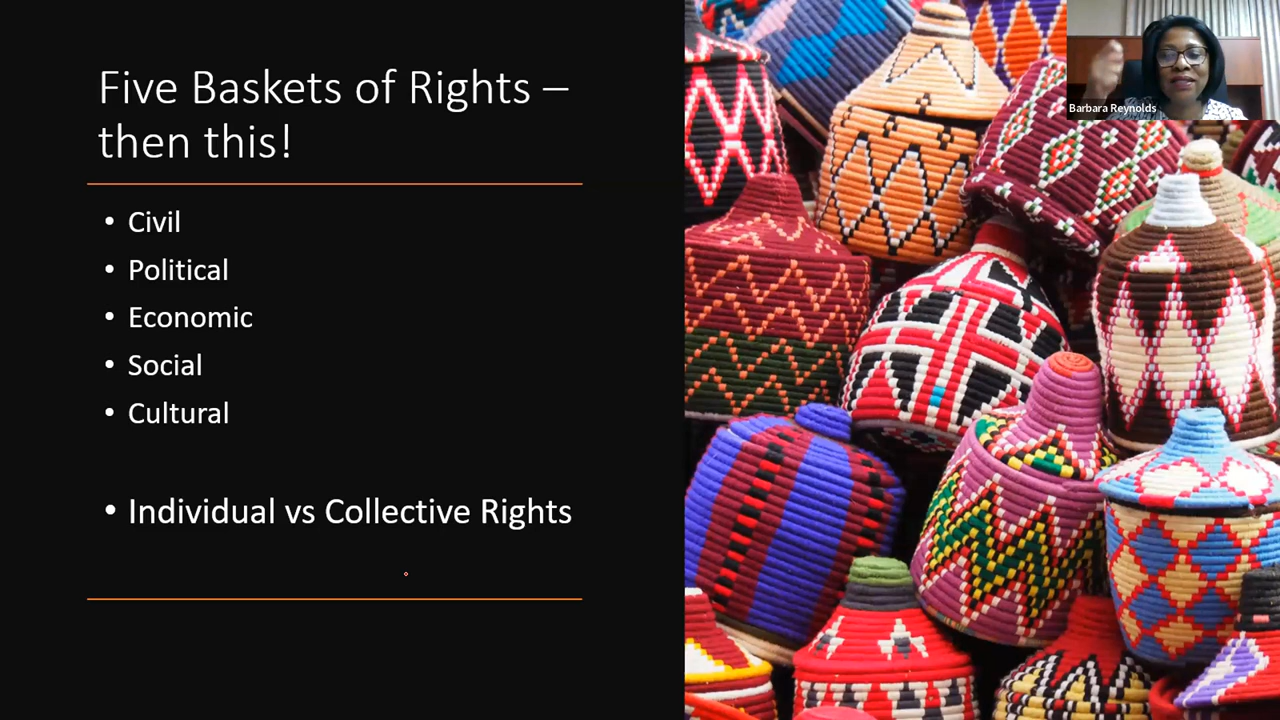 Five Baskets of Rights –
then this!
• Civil
• Political
• Economic
• Social
• Cultural
• Individual vs Collective Rights
Barbara Reynolds